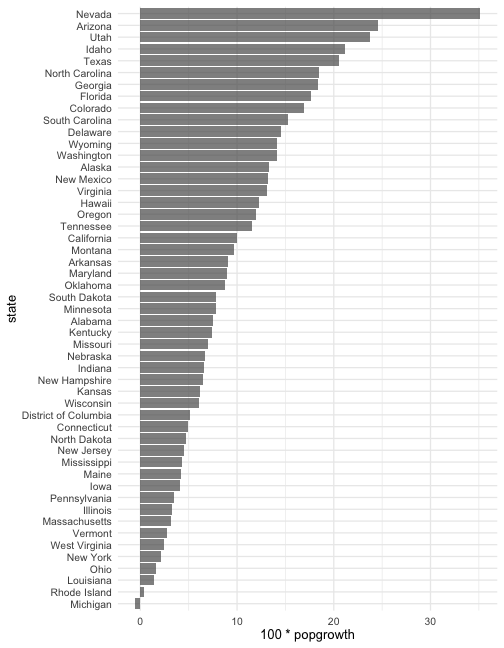 Nevada
Arizona
Utah
Idaho
Texas
North Carolina
Georgia
Florida
Colorado
South Carolina
Delaware
Wyoming
Washington
Alaska
New Mexico
Virginia
Hawaii
Oregon
Tennessee
California
Montana
Arkansas
Maryland
Oklahoma
South Dakota
Minnesota
Alabama
Kentucky
Missouri
Nebraska
Indiana
New Hampshire
Kansas
Wisconsin
District of Columbia
Connecticut
North Dakota
New Jersey
Mississippi
Maine
Iowa
Pennsylvania
Illinois
Massachusetts
Vermont
West Virginia
New York
Ohio
Louisiana
Rhode Island
Michigan
state
0 10 20 30
100 * popgrowth